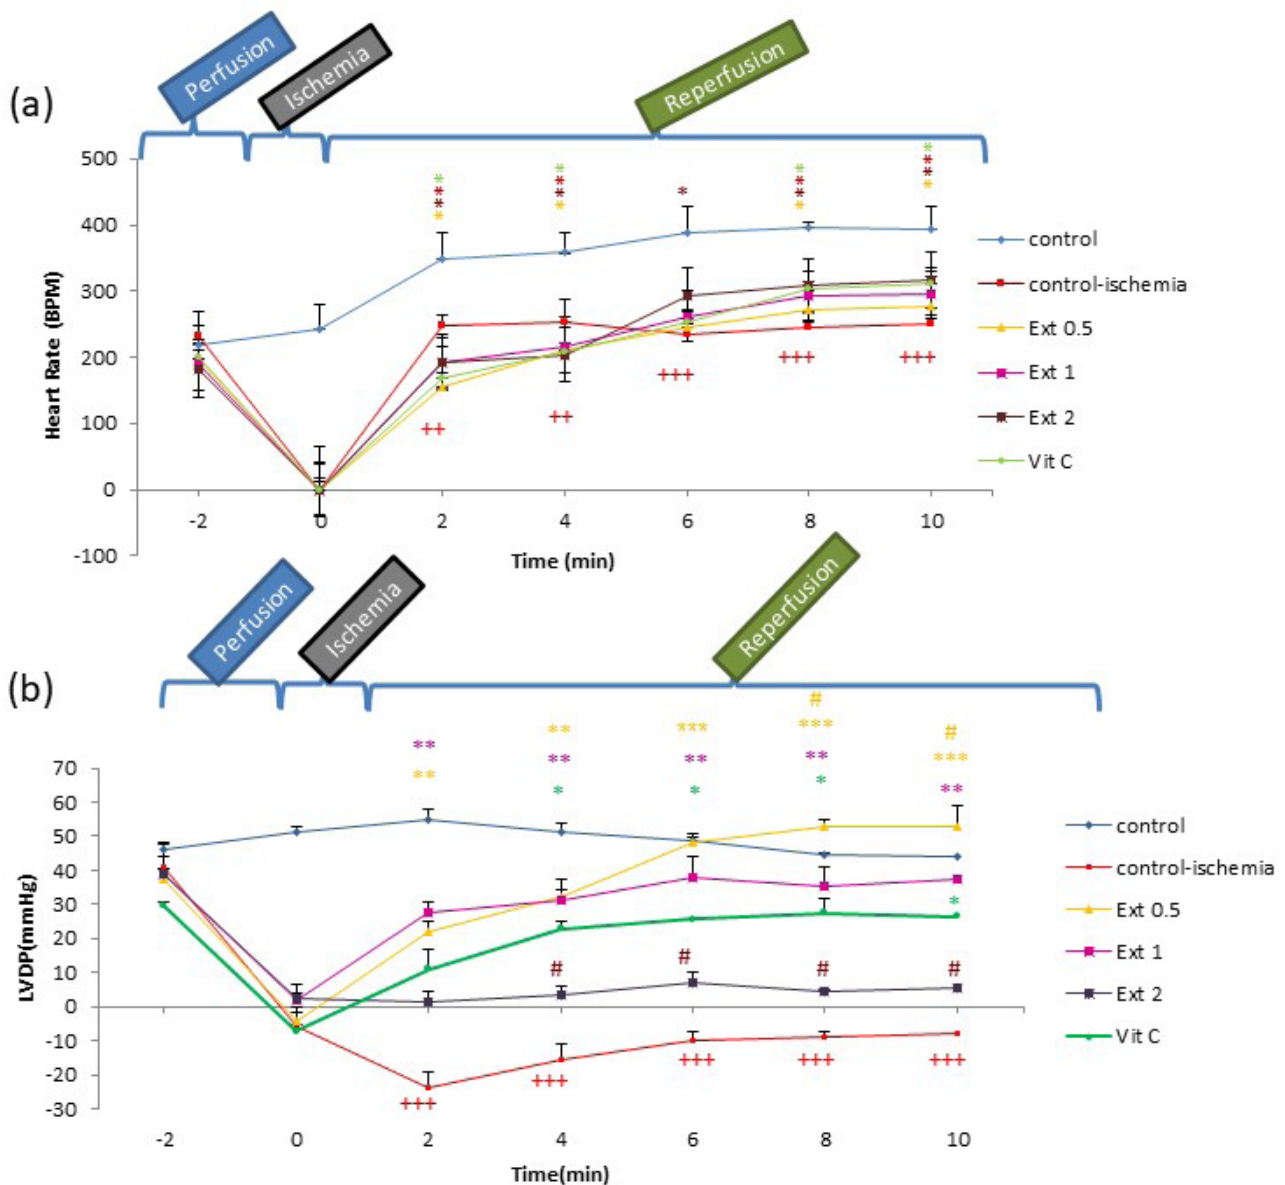 Perfusion
Ischemia
Reperfusion
(a)
500
400
300
200
100
0
-100
Heart Rate (BPM)
* * * *
* * * *
*
* * * *
* * * *
++
++
+++
+++
+++
-2 0 2 4 6 8 10
Time (min)
control
control-ischemia
Ext 0.5
Ext 1
Ext 2
Vit C
Perfusion
Ischemia
Reperfusion
(b)
# #
** *** *** ***
** ** ** ** **
** * * *
70
60
50
40
30
20
10
0
-10
-20
-30
LVDP(mmHg)
*
# # # #
+++ +++ +++ +++ +++
-2 0 2 4 6 8 10
Time(min)
control
control-ischemia
Ext 0.5
Ext 1
Ext 2
Vit C